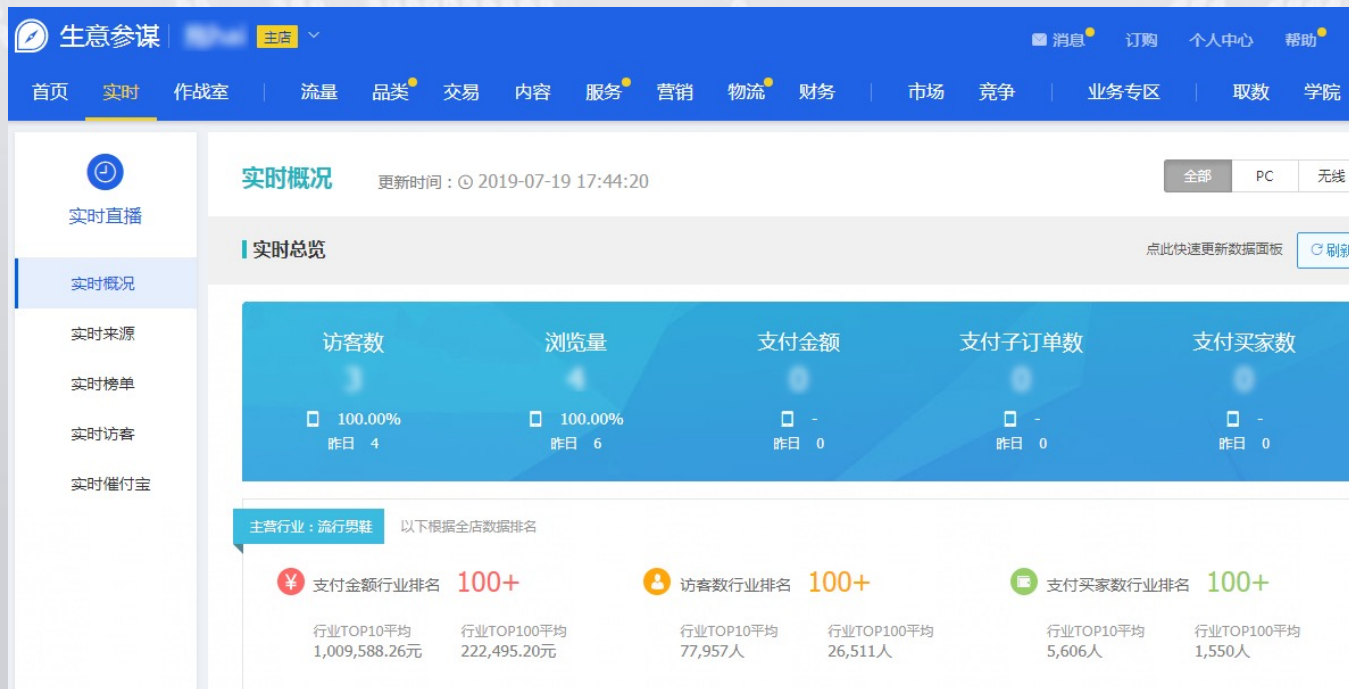 生意参谋 主店 消息 订购 个人中心 帮助
首页 实时 作战室 流量 品类 交易 内容 服务 营销 物流 财务 市场 竞争 业务专区 取数 学院
实时直播
实时概况
实时来源
实时榜单
实时访客
实时催付宝
实时概况 更新时间：2019-07-19 17:44:20 全部 PC 无线
实时总览 点此快速更新数据面板 刷新
访客数 浏览量 支付金额 支付子订单数 支付买家数
3 4 0 0 0
100.00% 100.00% - - -
昨日 4 昨日 6 昨日 0 昨日 0 昨日 0
主营行业：流行男鞋 以下根据全店数据排名
¥ 支付金额行业排名 100+ 访客数行业排名 100+ 支付买家数行业排名 100+
行业TOP10平均 行业TOP100平均 行业TOP10平均 行业TOP100平均 行业TOP10平均 行业TOP100平均
1,009,588.26元 222,495.20元 77,957人 26,511人 5,606人 1,550人